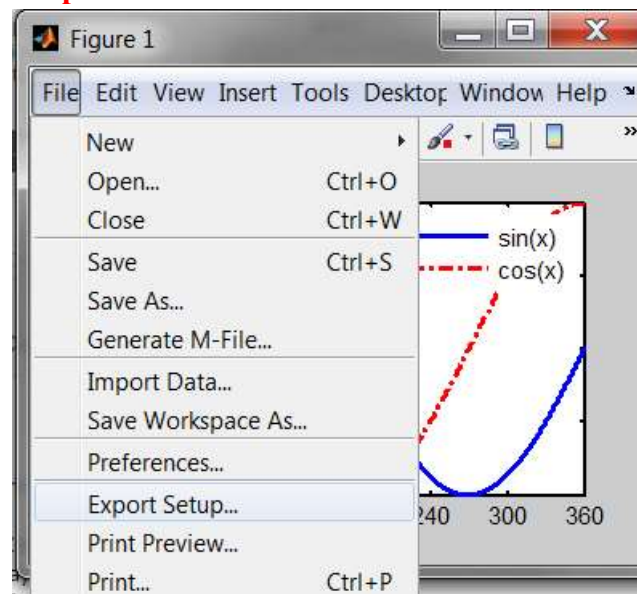 Figure 1
File Edit View Insert Tools Desktop Window Help
New
Open... Ctrl+O
Close Ctrl+W
Save Ctrl+S
Save As...
Generate M-File...
Import Data...
Save Workspace As...
Preferences...
Export Setup...
Print Preview...
Print... Ctrl+P
sin(x)
cos(x)
240 300 360